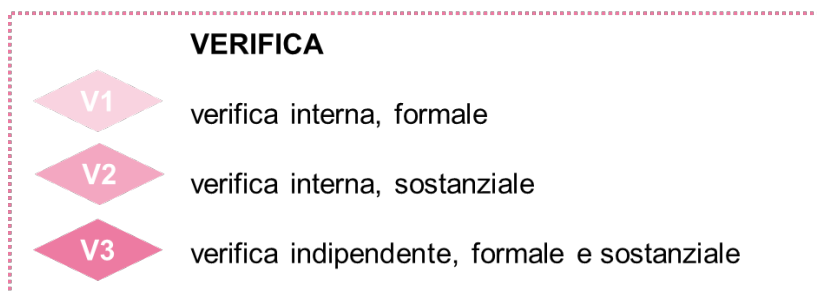 VERIFICA
V1 verifica interna, formale
V2 verifica interna, sostanziale
V3 verifica indipendente, formale e sostanziale